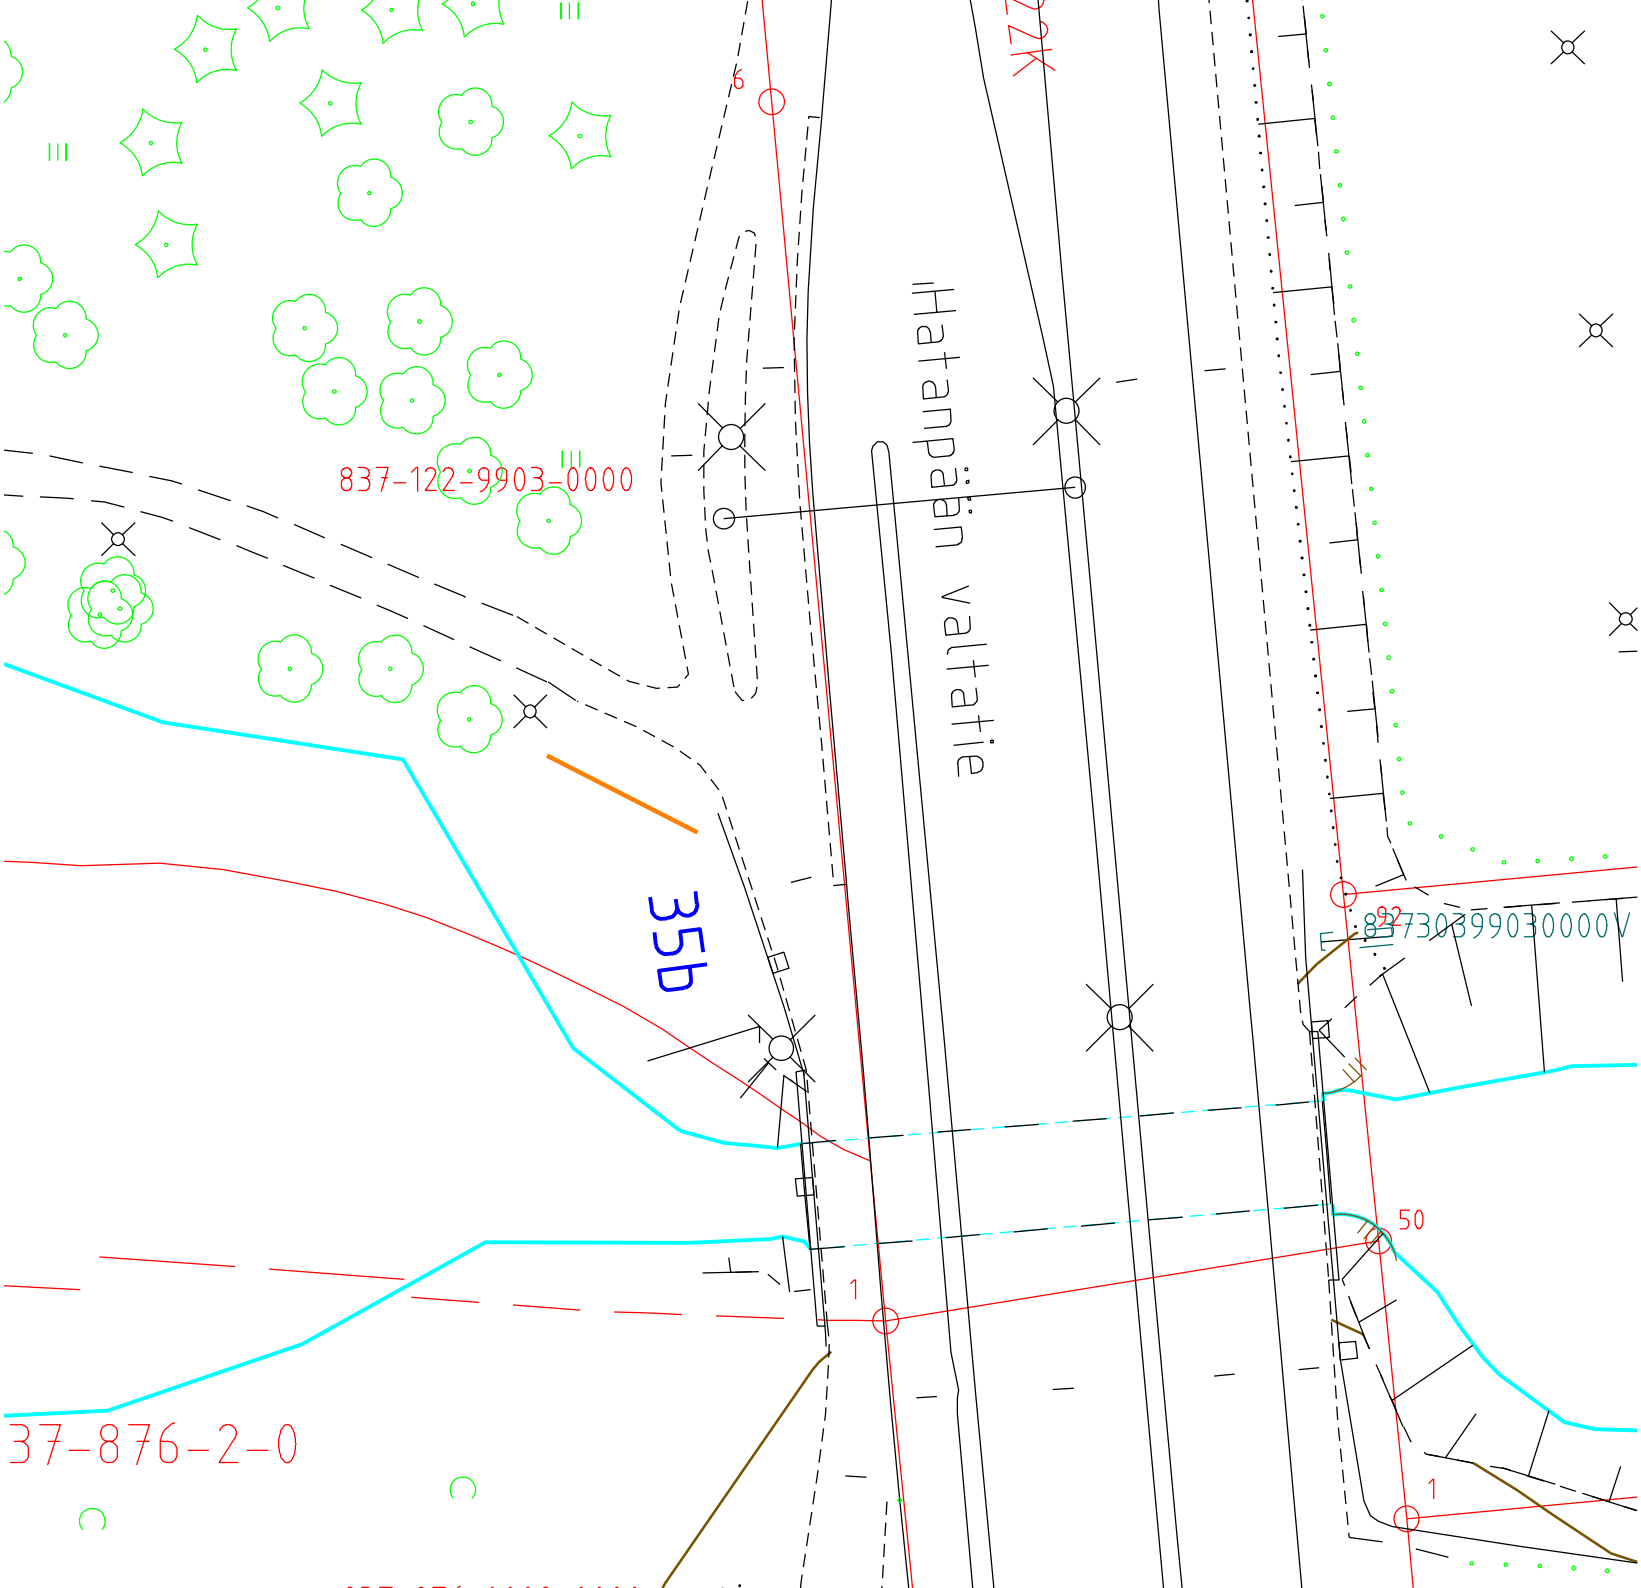 22K
6
Hatanpään valtatie
837-122-9903-0000
35b
92
83730399030000V
50
1
37-876-2-0
1